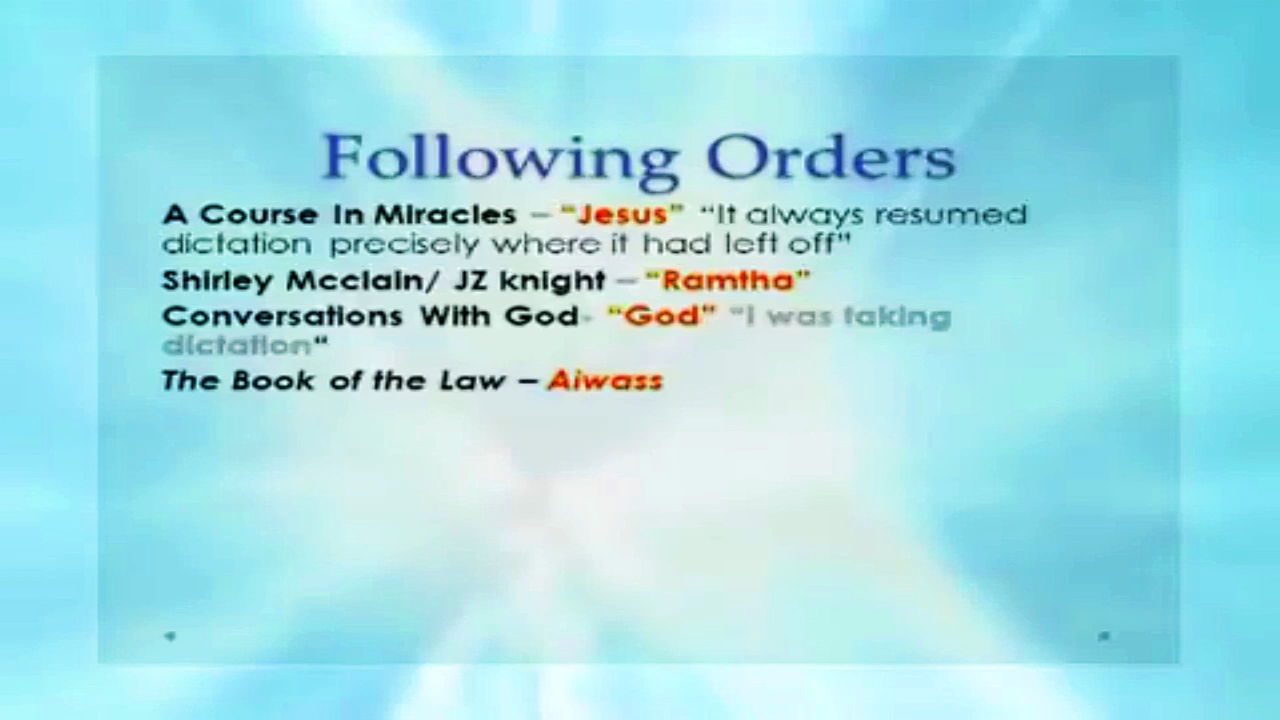 Following Orders
A Course In Miracles – "Jesus" "It always resumed
dictation precisely where it had left off"
Shirley Mcclain/ JZ knight – "Ramtha"
Conversations With God- "God" "I was taking
dictation"
The Book of the Law – Aiwass